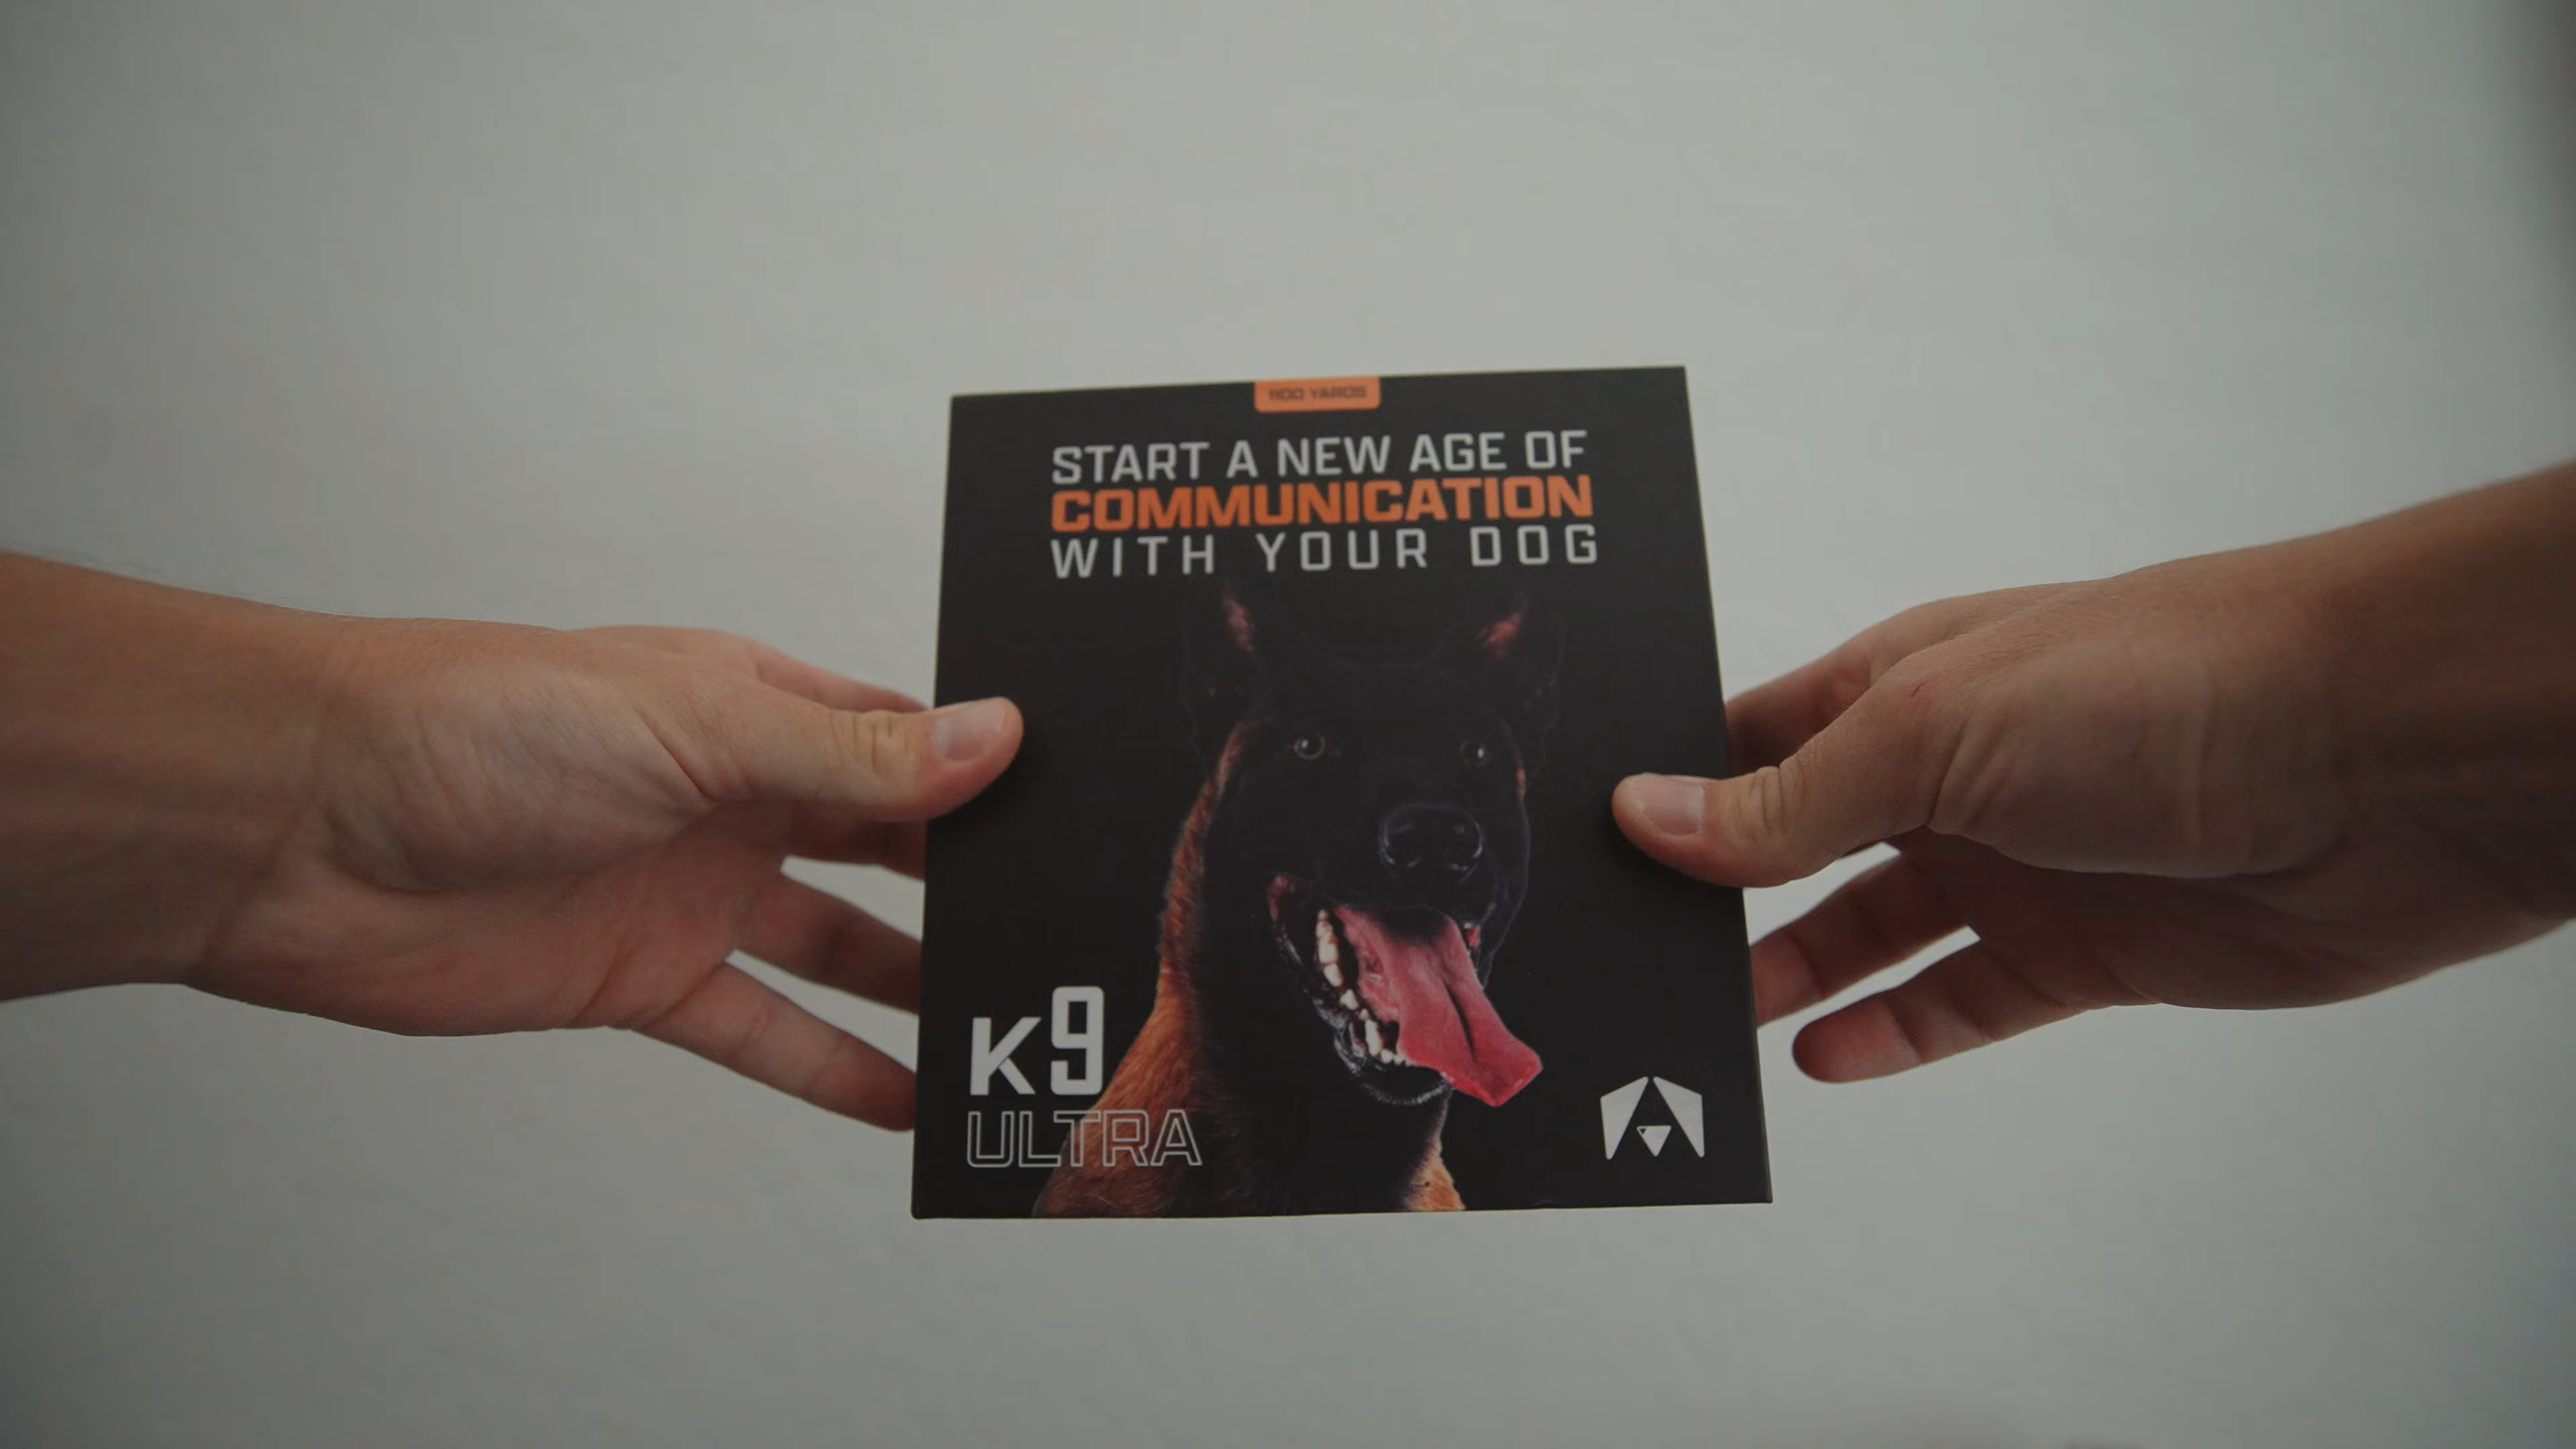 1100 YARDS
START A NEW AGE OF
COMMUNICATION
WITH YOUR DOG
K9
ULTRA